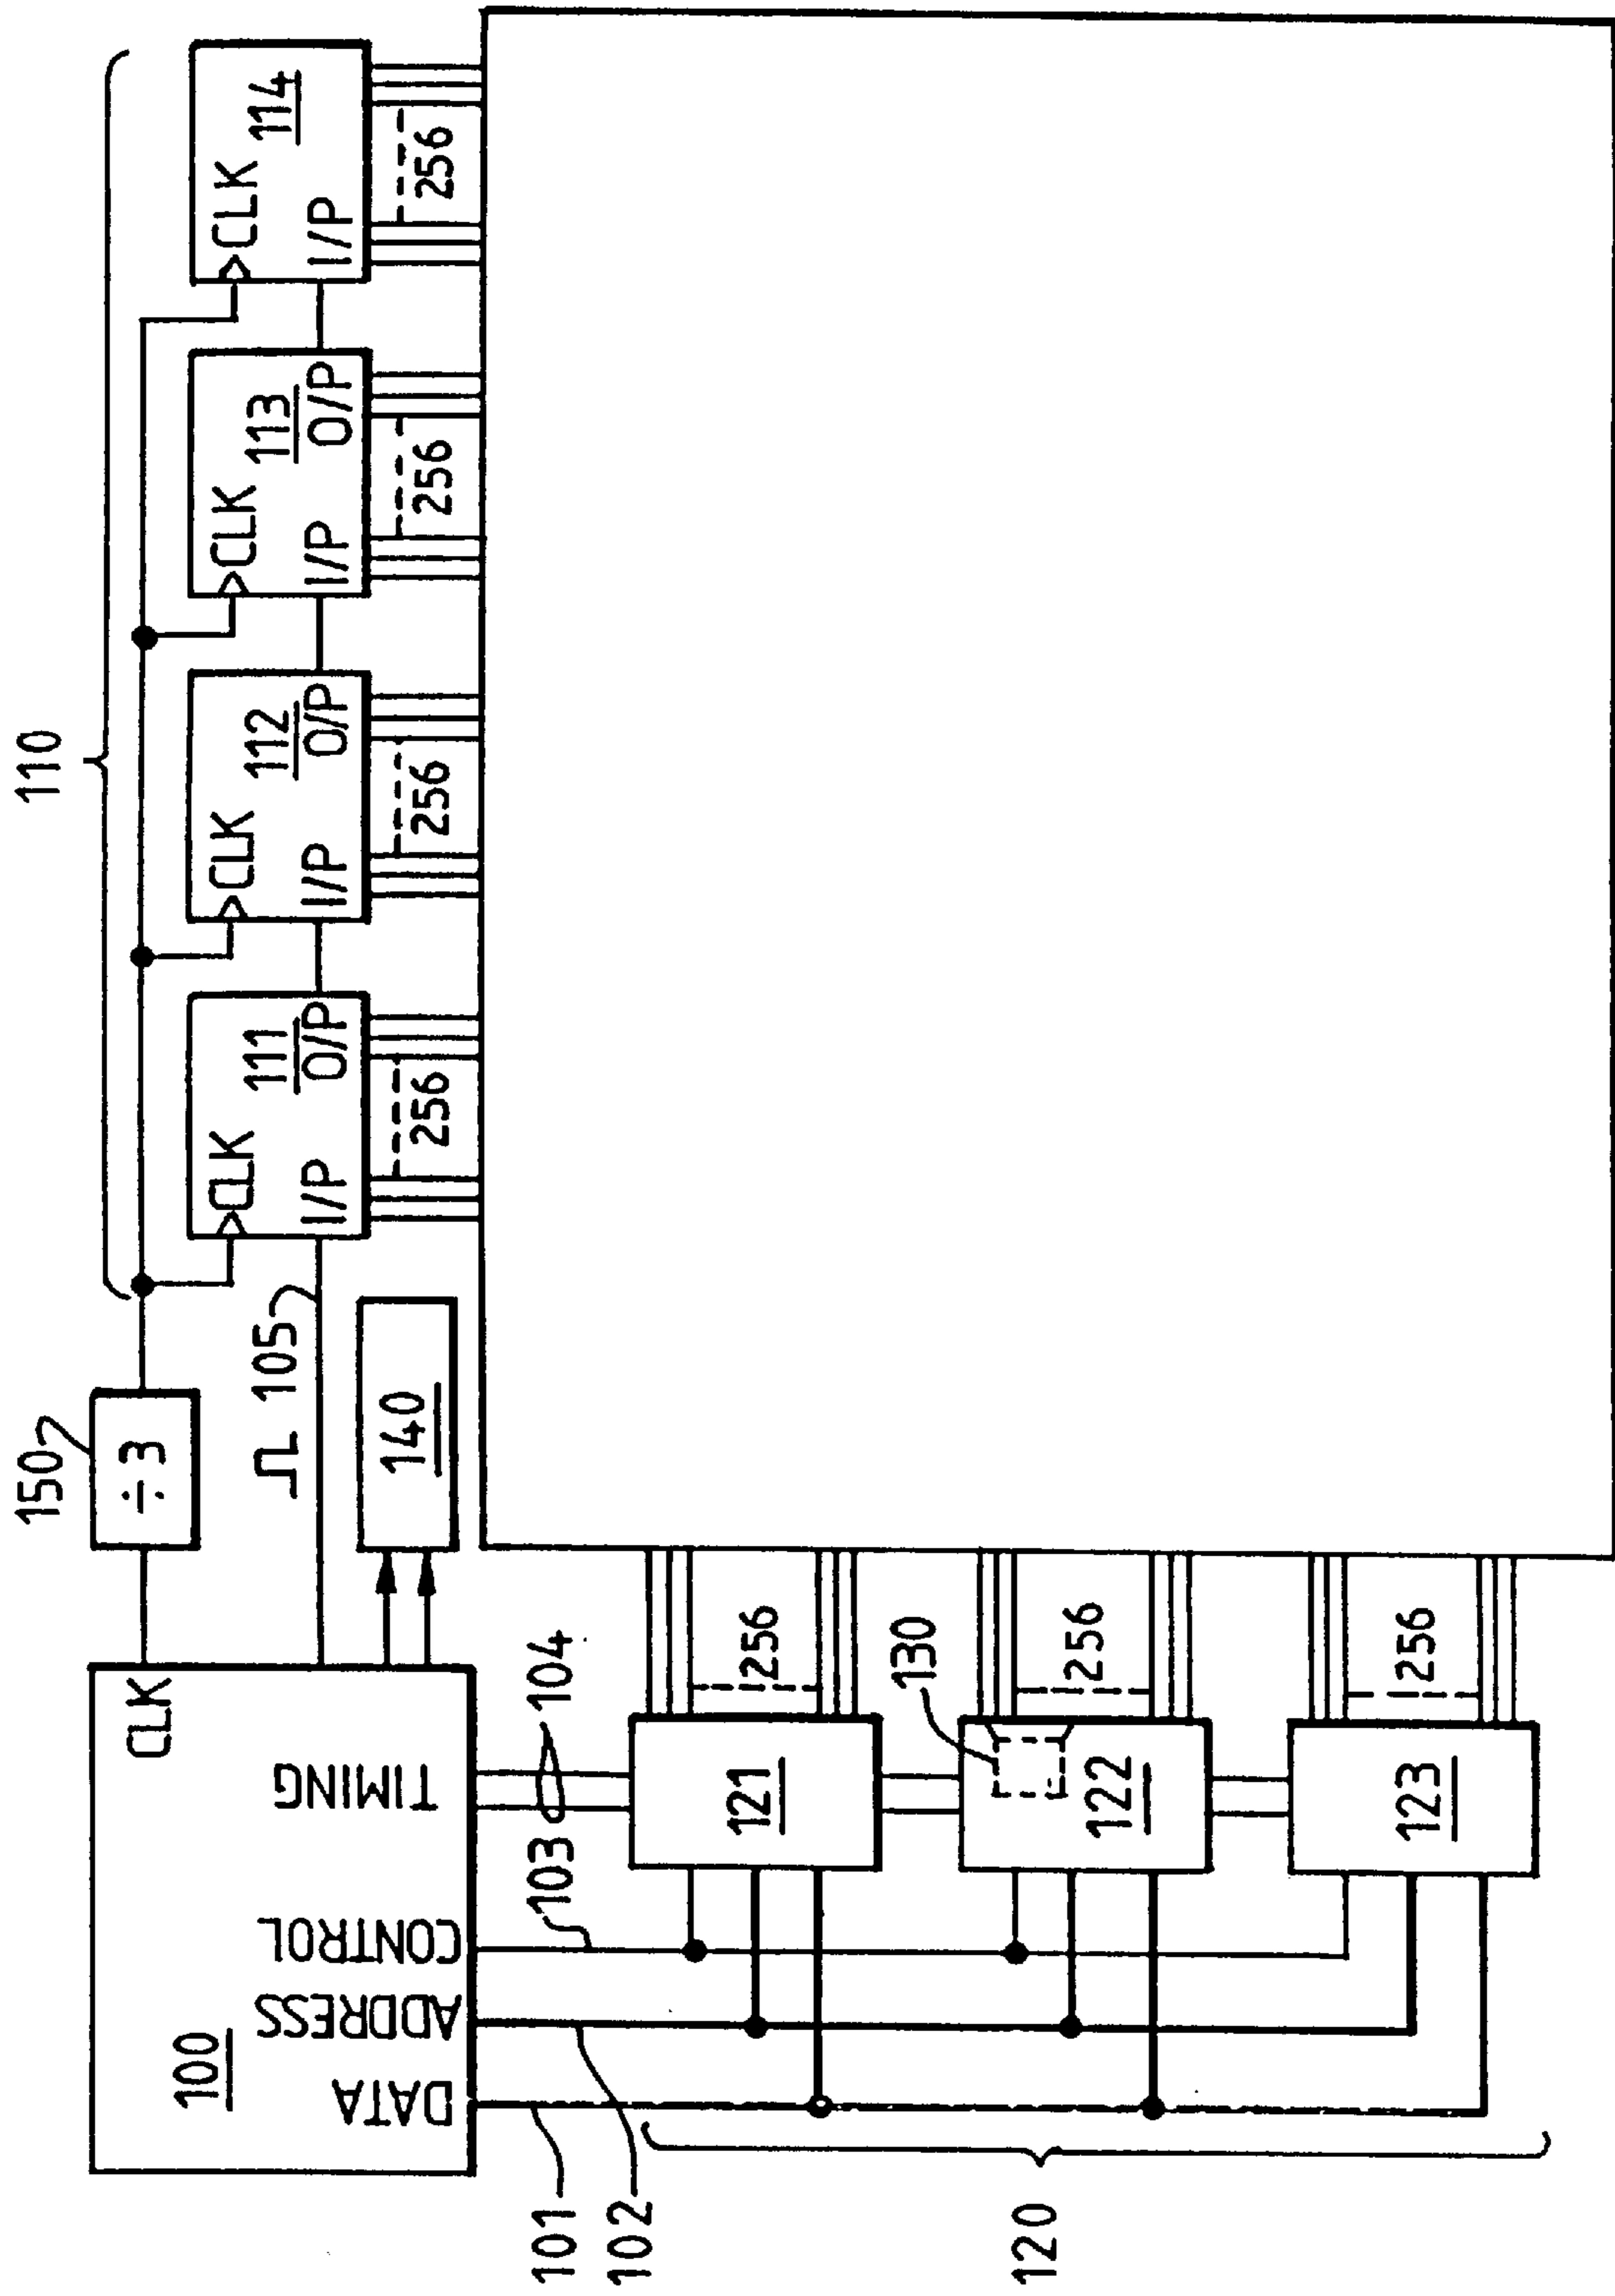 110
150
÷3
CLK
111
I/P
O/P
CLK
112
I/P
O/P
CLK
113
I/P
O/P
CLK
114
I/P
256
256
256
256
105
140
100
CLK
TIMING
CONTROL
ADDRESS
DATA
101
102
103
104
121
256
130
122
256
123
256
120